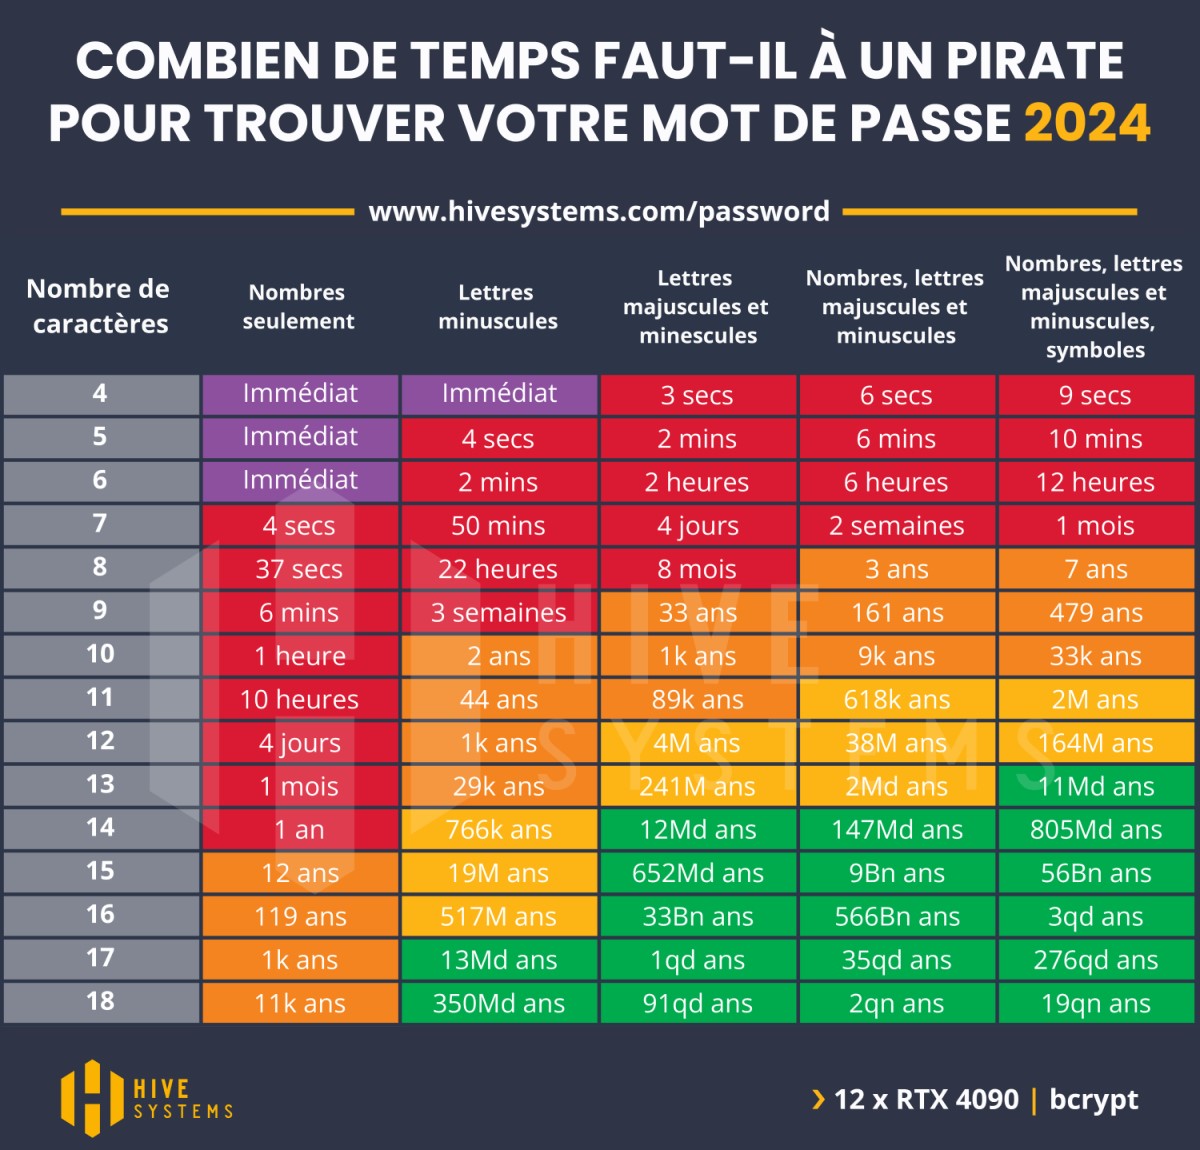 COMBIEN DE TEMPS FAUT-IL À UN PIRATE
POUR TROUVER VOTRE MOT DE PASSE 2024
www.hivesystems.com/password
Nombre de
caractères
Nombres
seulement
Lettres
minuscules
Lettres
majuscules et
minescules
Nombres, lettres
majuscules et
minuscules
Nombres, lettres
majuscules et
minuscules,
symboles
4 Immédiat Immédiat 3 secs 6 secs 9 secs
5 Immédiat 4 secs 2 mins 6 mins 10 mins
6 Immédiat 2 mins 2 heures 6 heures 12 heures
7 4 secs 50 mins 4 jours 2 semaines 1 mois
8 37 secs 22 heures 8 mois 3 ans 7 ans
9 6 mins 3 semaines 33 ans 161 ans 479 ans
10 1 heure 2 ans 1k ans 9k ans 33k ans
11 10 heures 44 ans 89k ans 618k ans 2M ans
12 4 jours 1k ans 4M ans 38M ans 164M ans
13 1 mois 29k ans 241M ans 2Md ans 11Md ans
14 1 an 766k ans 12Md ans 147Md ans 805Md ans
15 12 ans 19M ans 652Md ans 9Bn ans 56Bn ans
16 119 ans 517M ans 33Bn ans 566Bn ans 3qd ans
17 1k ans 13Md ans 1qd ans 35qd ans 276qd ans
18 11k ans 350Md ans 91qd ans 2qn ans 19qn ans
HIVE
SYSTEMS
HIVE
SYSTEMS
› 12 x RTX 4090 | bcrypt